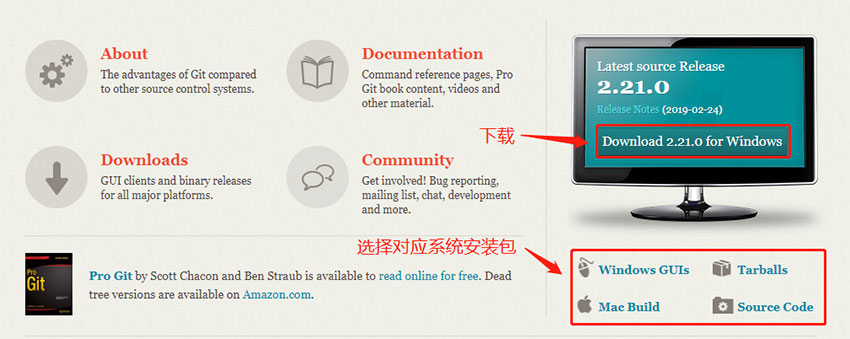 About
The advantages of Git compared
to other source control systems.
Documentation
Command reference pages, Pro
Git book content, videos and
other material.
Downloads
GUI clients and binary releases
for all major platforms.
Community
Get involved! Bug reporting,
mailing list, chat, development
and more.
Pro
Git
Pro Git by Scott Chacon and Ben Straub is available to read online for free. Dead
tree versions are available on Amazon.com.
Latest source Release
2.21.0
Release Notes (2019-02-24)
下载
Download 2.21.0 for Windows
选择对应系统安装包
Windows GUIs
Tarballs
Mac Build
Source Code